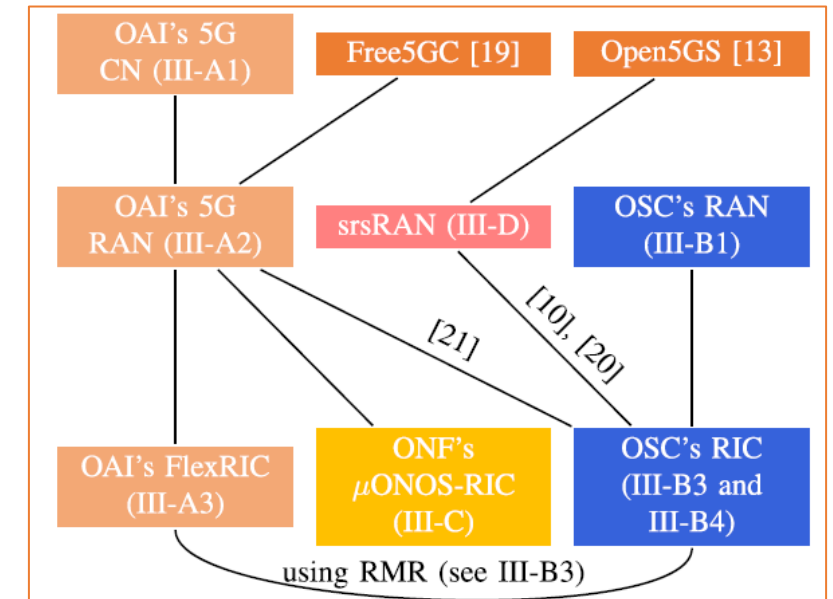 OAI's 5G
CN (III-A1)
Free5GC [19]
Open5GS [13]
OAI's 5G
RAN (III-A2)
srsRAN (III-D)
OSC's RAN
(III-B1)
[21]
[10], [20]
OAI's FlexRIC
(III-A3)
ONF's
μONOS-RIC
(III-C)
OSC's RIC
(III-B3 and
III-B4)
using RMR (see III-B3)